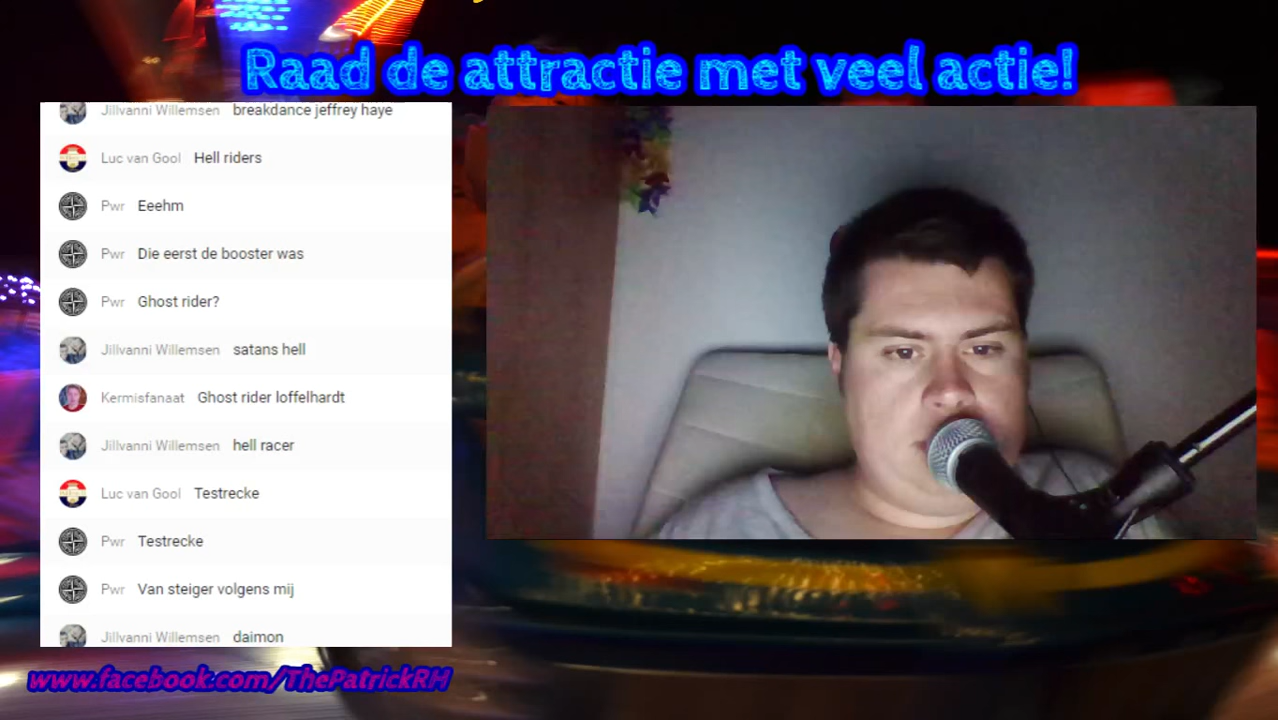 Raad de attractie met veel actie!
Jillvanni Willemsen breakdance jeffrey haye
Luc van Gool Hell riders
Pwr Eeehm
Pwr Die eerst de booster was
Pwr Ghost rider?
Jillvanni Willemsen satans hell
Kermisfanaat Ghost rider loffelhardt
Jillvanni Willemsen hell racer
Luc van Gool Testrecke
Pwr Testrecke
Pwr Van steiger volgens mij
Jillvanni Willemsen daimon
www.facebook.com/ThePatrickRH